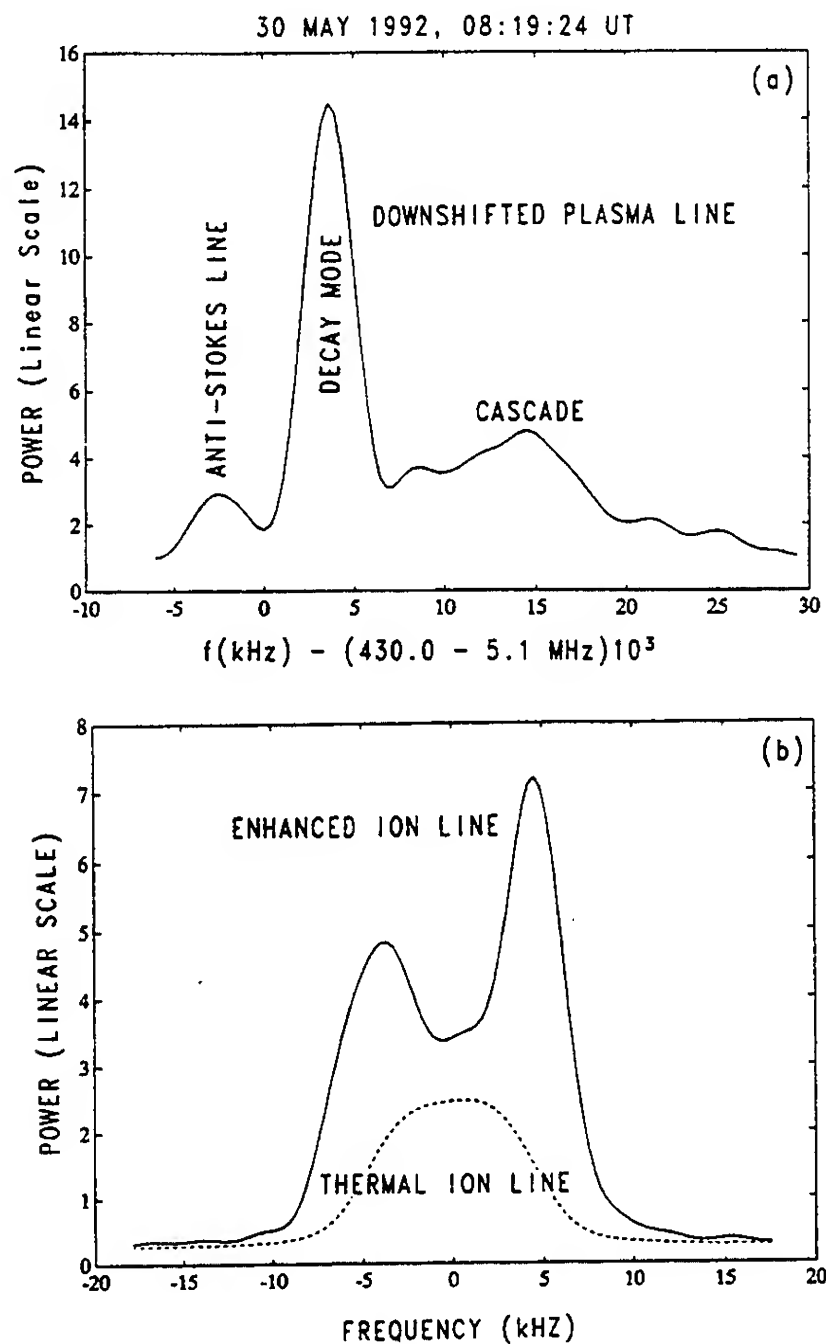 30 MAY 1992, 08:19:24 UT
(a)
16
14
12
10
8
6
4
2
0
POWER (Linear Scale)
ANTI-STOKES LINE
DECAY MODE
DOWNSHIFTED PLASMA LINE
CASCADE
-10 -5 0 5 10 15 20 25 30
f(kHz) - (430.0 - 5.1 MHz)10³
(b)
8
7
6
5
4
3
2
1
0
POWER (LINEAR SCALE)
ENHANCED ION LINE
THERMAL ION LINE
-20 -15 -10 -5 0 5 10 15 20
FREQUENCY (kHZ)